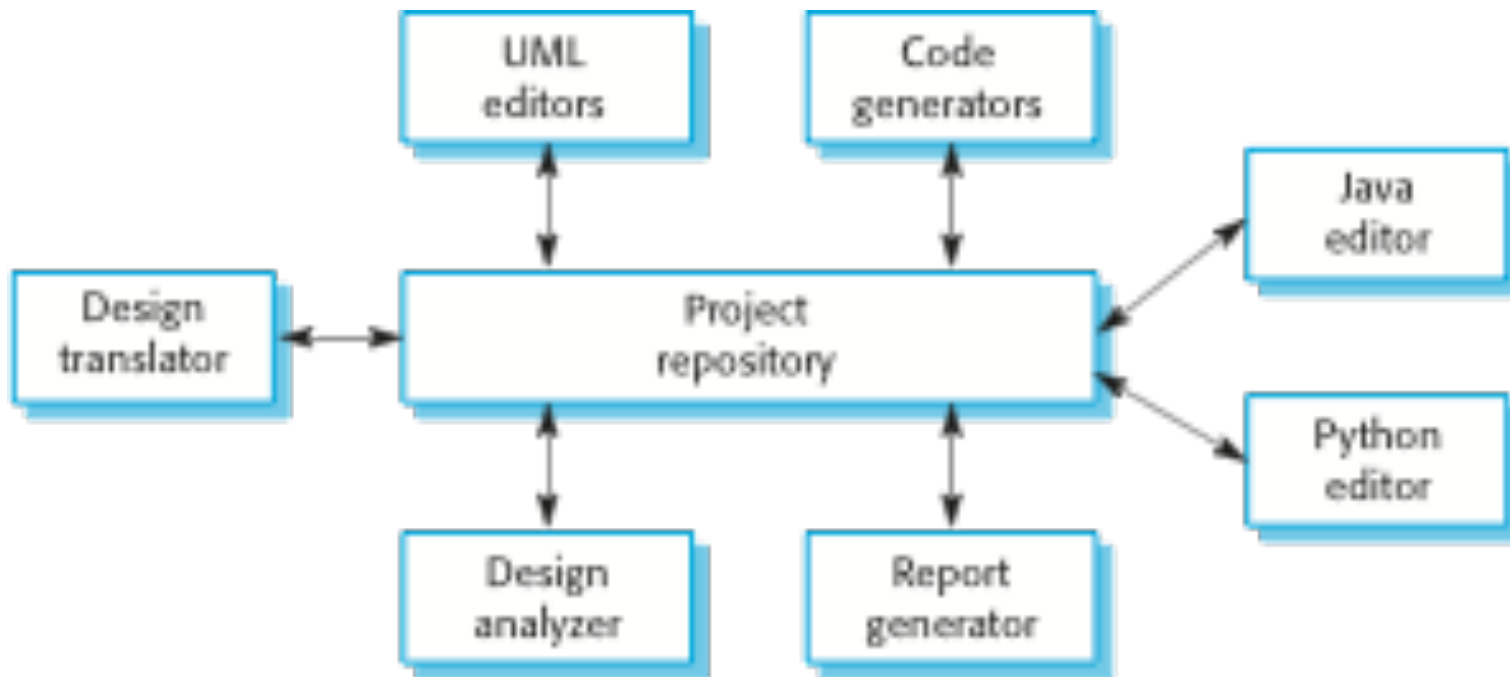 UML
editors
Code
generators
Java
editor
Design
translator
Project
repository
Python
editor
Design
analyzer
Report
generator